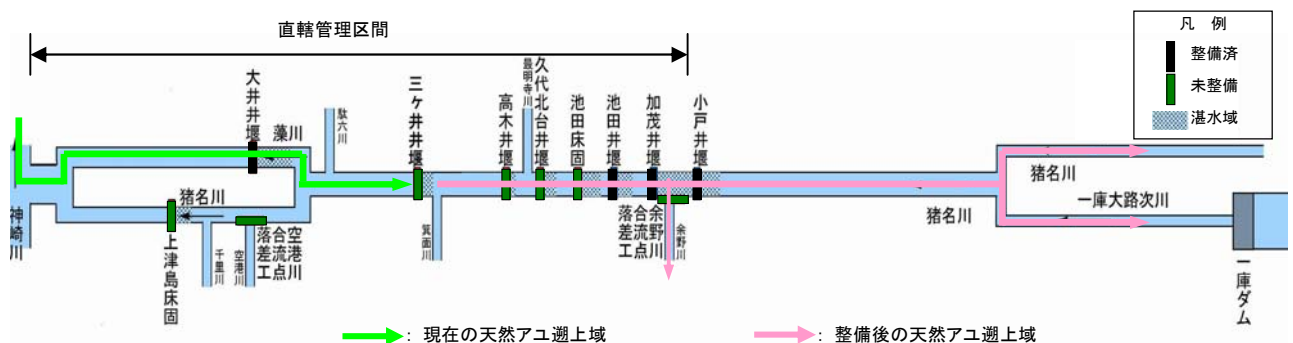 直轄管理区間
凡 例
整備済
未整備
湛水域
大井井堰
藻川
駄六川
三ケ井井堰
高木井堰
最明寺川
久代北台井堰
池田床固
池田井堰
加茂井堰
小戸井堰
神崎川
猪名川
上津島床固
千里川
空港川
空港川
合流点
落差工
箕面川
余野川
合流点
落差工
余野川
猪名川
猪名川
一庫大路次川
一庫ダム
：現在の天然アユ遡上域
：整備後の天然アユ遡上域